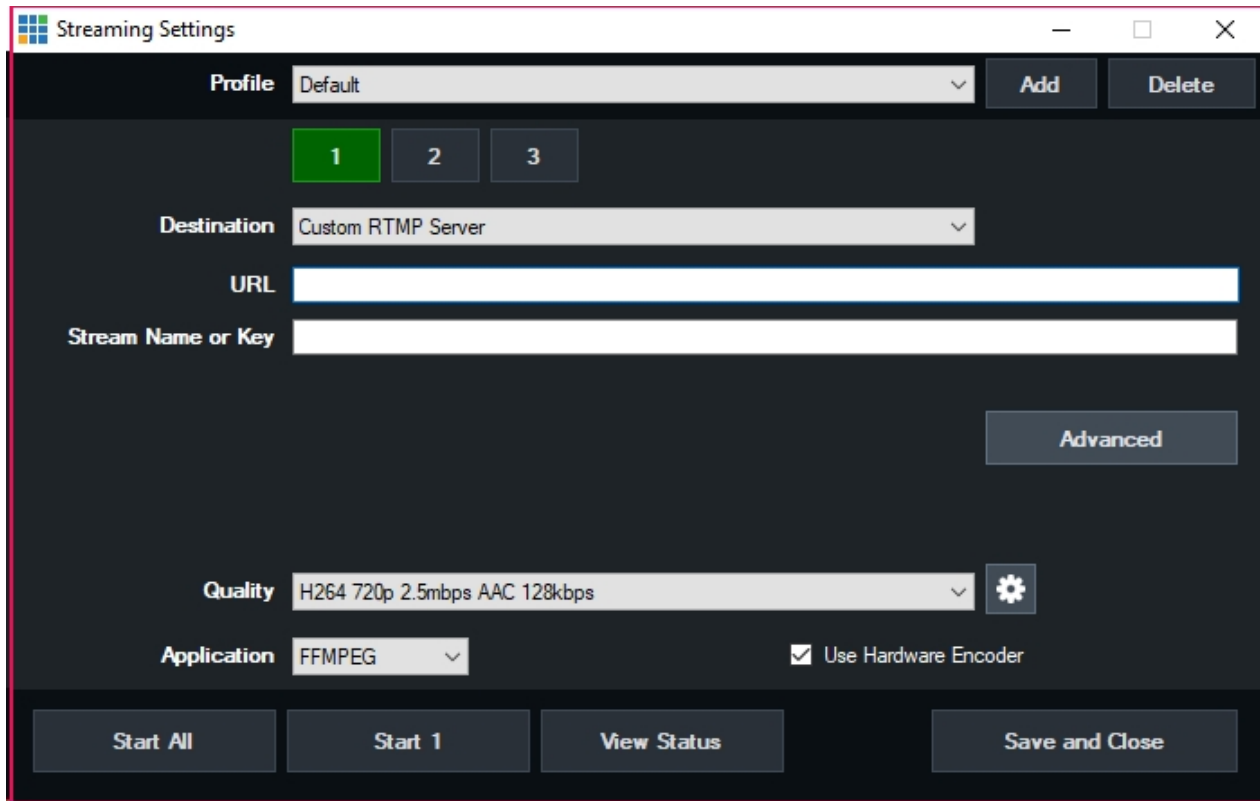 Streaming Settings
Profile Default Add Delete
1 2 3
Destination Custom RTMP Server
URL
Stream Name or Key
Advanced
Quality H264 720p 2.5mbps AAC 128kbps
Application FFMPEG Use Hardware Encoder
Start All Start 1 View Status Save and Close